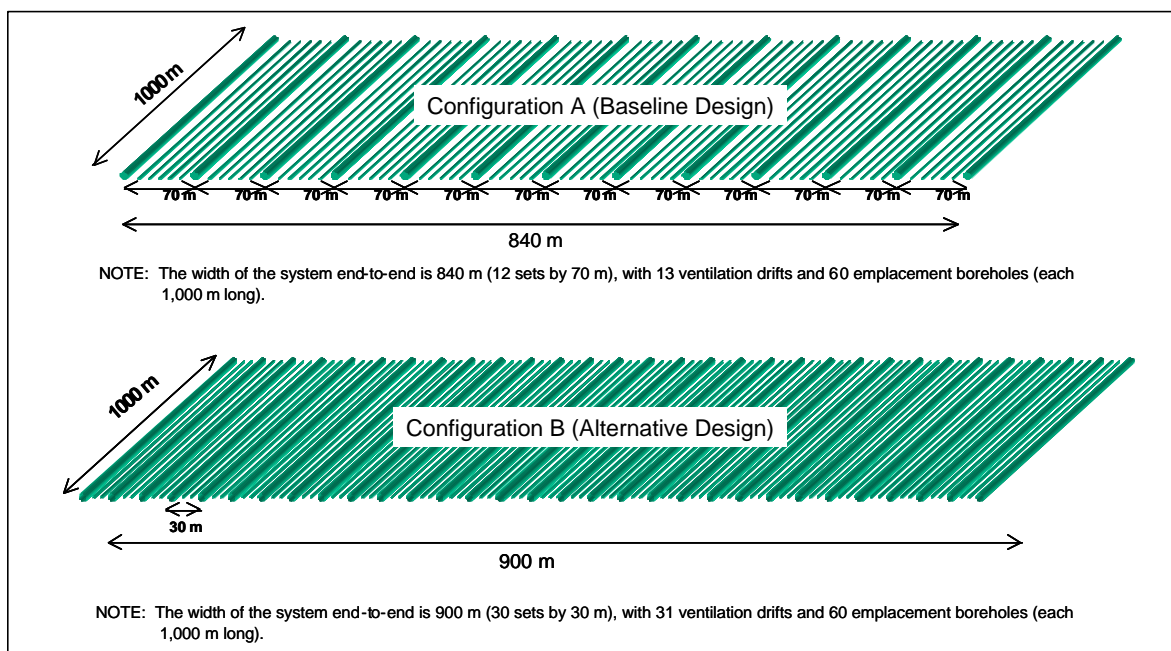 1000 m
Configuration A (Baseline Design)
70 m 70 m 70 m 70 m 70 m 70 m 70 m 70 m 70 m 70 m 70 m 70 m
840 m
NOTE: The width of the system end-to-end is 840 m (12 sets by 70 m), with 13 ventilation drifts and 60 emplacement boreholes (each
1,000 m long).
1000 m
Configuration B (Alternative Design)
30 m
900 m
NOTE: The width of the system end-to-end is 900 m (30 sets by 30 m), with 31 ventilation drifts and 60 emplacement boreholes (each
1,000 m long).